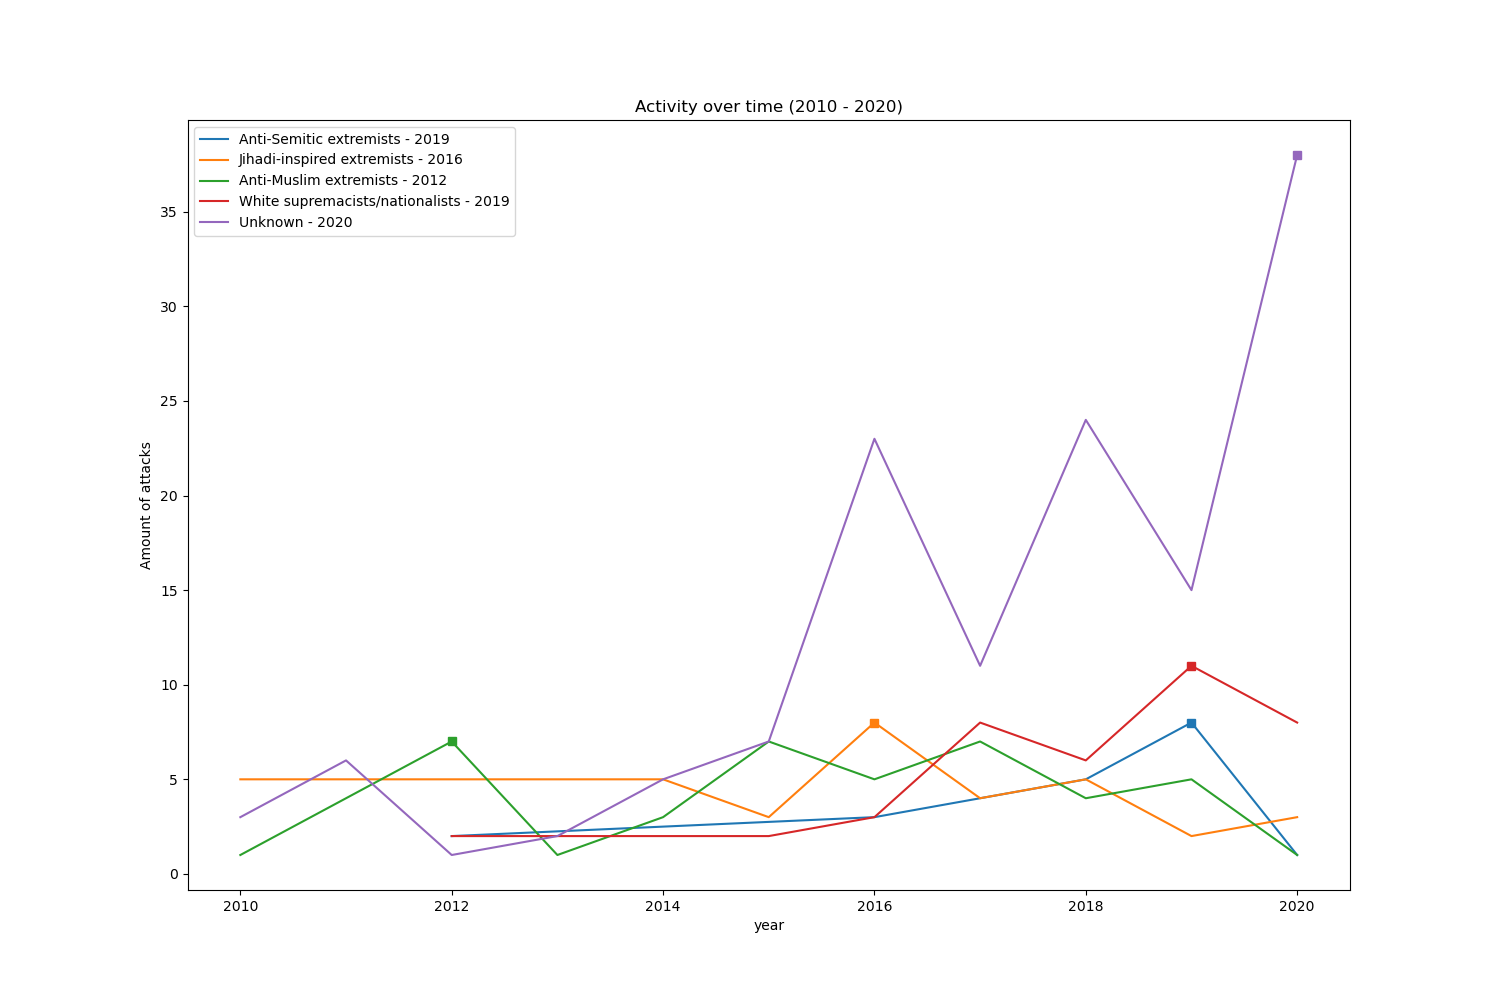 Activity over time (2010 - 2020)
Anti-Semitic extremists - 2019
Jihadi-inspired extremists - 2016
Anti-Muslim extremists - 2012
White supremacists/nationalists - 2019
Unknown - 2020
35
30
25
20
15
10
5
0
Amount of attacks
2010 2012 2014 2016 2018 2020
year